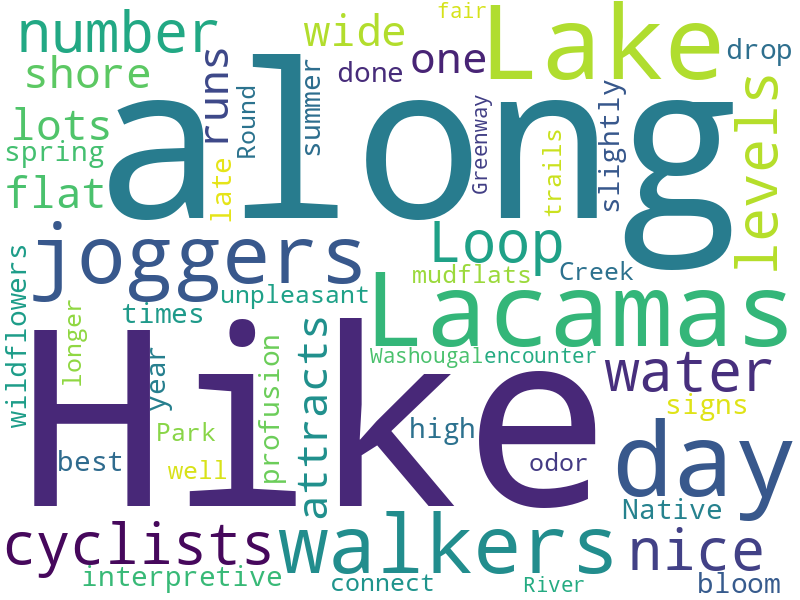 fair
number
wide
Lake
shore
done
one
drop
lots
runs
Round
summer
along
Greenway
trails
slightly
levels
spring
flat
late
joggers
Loop
mudflats
Creek
unpleasant
wildflowers
longer
times
year
Lacamas
Washougal
encounter
attracts
profusion
Hike
water
signs
Park
high
best
well
odor
day
Native
cyclists
walkers
nice
interpretive
connect
River
bloom